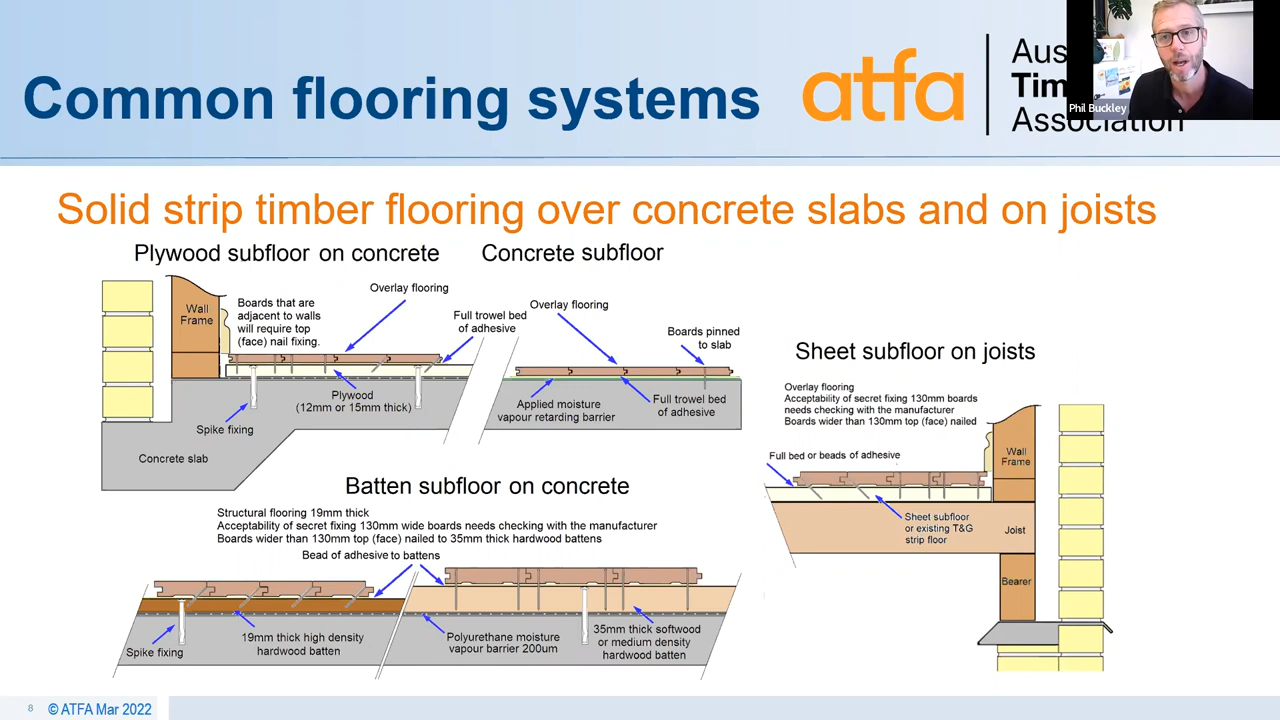 Common flooring systems
atfa
Aus
Tim
Association
Phil Buckley
Solid strip timber flooring over concrete slabs and on joists
Plywood subfloor on concrete
Wall
Frame
Boards that are
adjacent to walls
will require top
(face) nail fixing.
Overlay flooring
Full trowel bed
of adhesive
Plywood
(12mm or 15mm thick)
Spike fixing
Concrete slab
Concrete subfloor
Overlay flooring
Boards pinned
to slab
Applied moisture
vapour retarding barrier
Full trowel bed
of adhesive
Sheet subfloor on joists
Overlay flooring
Acceptability of secret fixing 130mm boards
needs checking with the manufacturer
Boards wider than 130mm top (face) nailed
Full bed or beads of adhesive
Wall
Frame
Sheet subfloor
or existing T&G
strip floor
Joist
Bearer
Batten subfloor on concrete
Structural flooring 19mm thick
Acceptability of secret fixing 130mm wide boards needs checking with the manufacturer
Boards wider than 130mm top (face) nailed to 35mm thick hardwood battens
Bead of adhesive to battens
Spike fixing
19mm thick high density
hardwood batten
Polyurethane moisture
vapour barrier 200um
35mm thick softwood
or medium density
hardwood batten
8
© ATFA Mar 2022